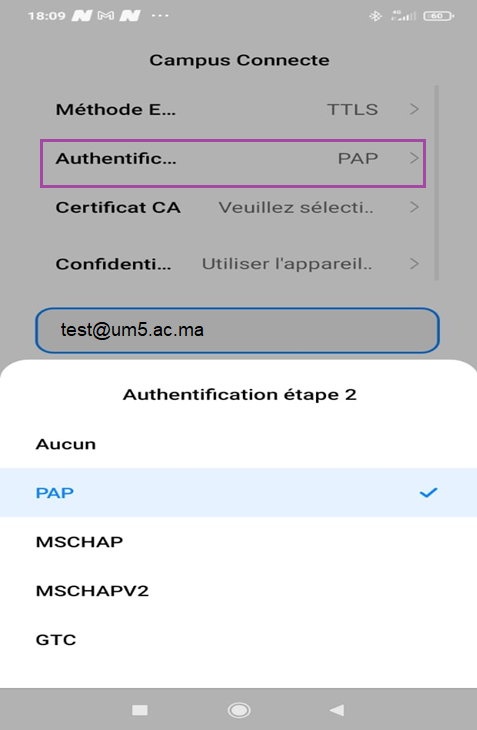 18:09
4G 60
Campus Connecte
Méthode E... TTLS
Authentific... PAP
Certificat CA Veuillez sélecti..
Confidenti... Utiliser l'appareil..
test@um5.ac.ma
Authentification étape 2
Aucun
PAP
MSCHAP
MSCHAPV2
GTC